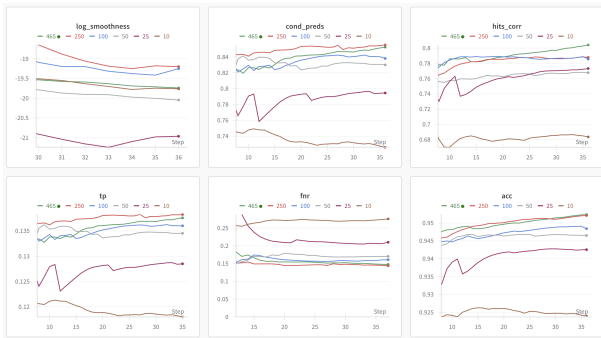 log_smoothness
465 250 100 50 25 10
-19
-19.5
-20
-20.5
-21
Step
30 31 32 33 34 35 36
cond_preds
465 250 100 50 25 10
0.84
0.82
0.8
0.78
0.76
0.74
Step
10 15 20 25 30 35
hits_corr
465 250 100 50 25 10
0.8
0.78
0.76
0.74
0.72
0.7
0.68
Step
10 15 20 25 30 35
tp
465 250 100 50 25 10
0.135
0.13
0.125
0.12
Step
10 15 20 25 30 35
fnr
465 250 100 50 25 10
0.25
0.2
0.15
0.1
0.05
0
Step
15 20 25 30 35
acc
465 250 100 50 25 10
0.95
0.945
0.94
0.935
0.93
0.925
Step
10 15 20 25 30 35